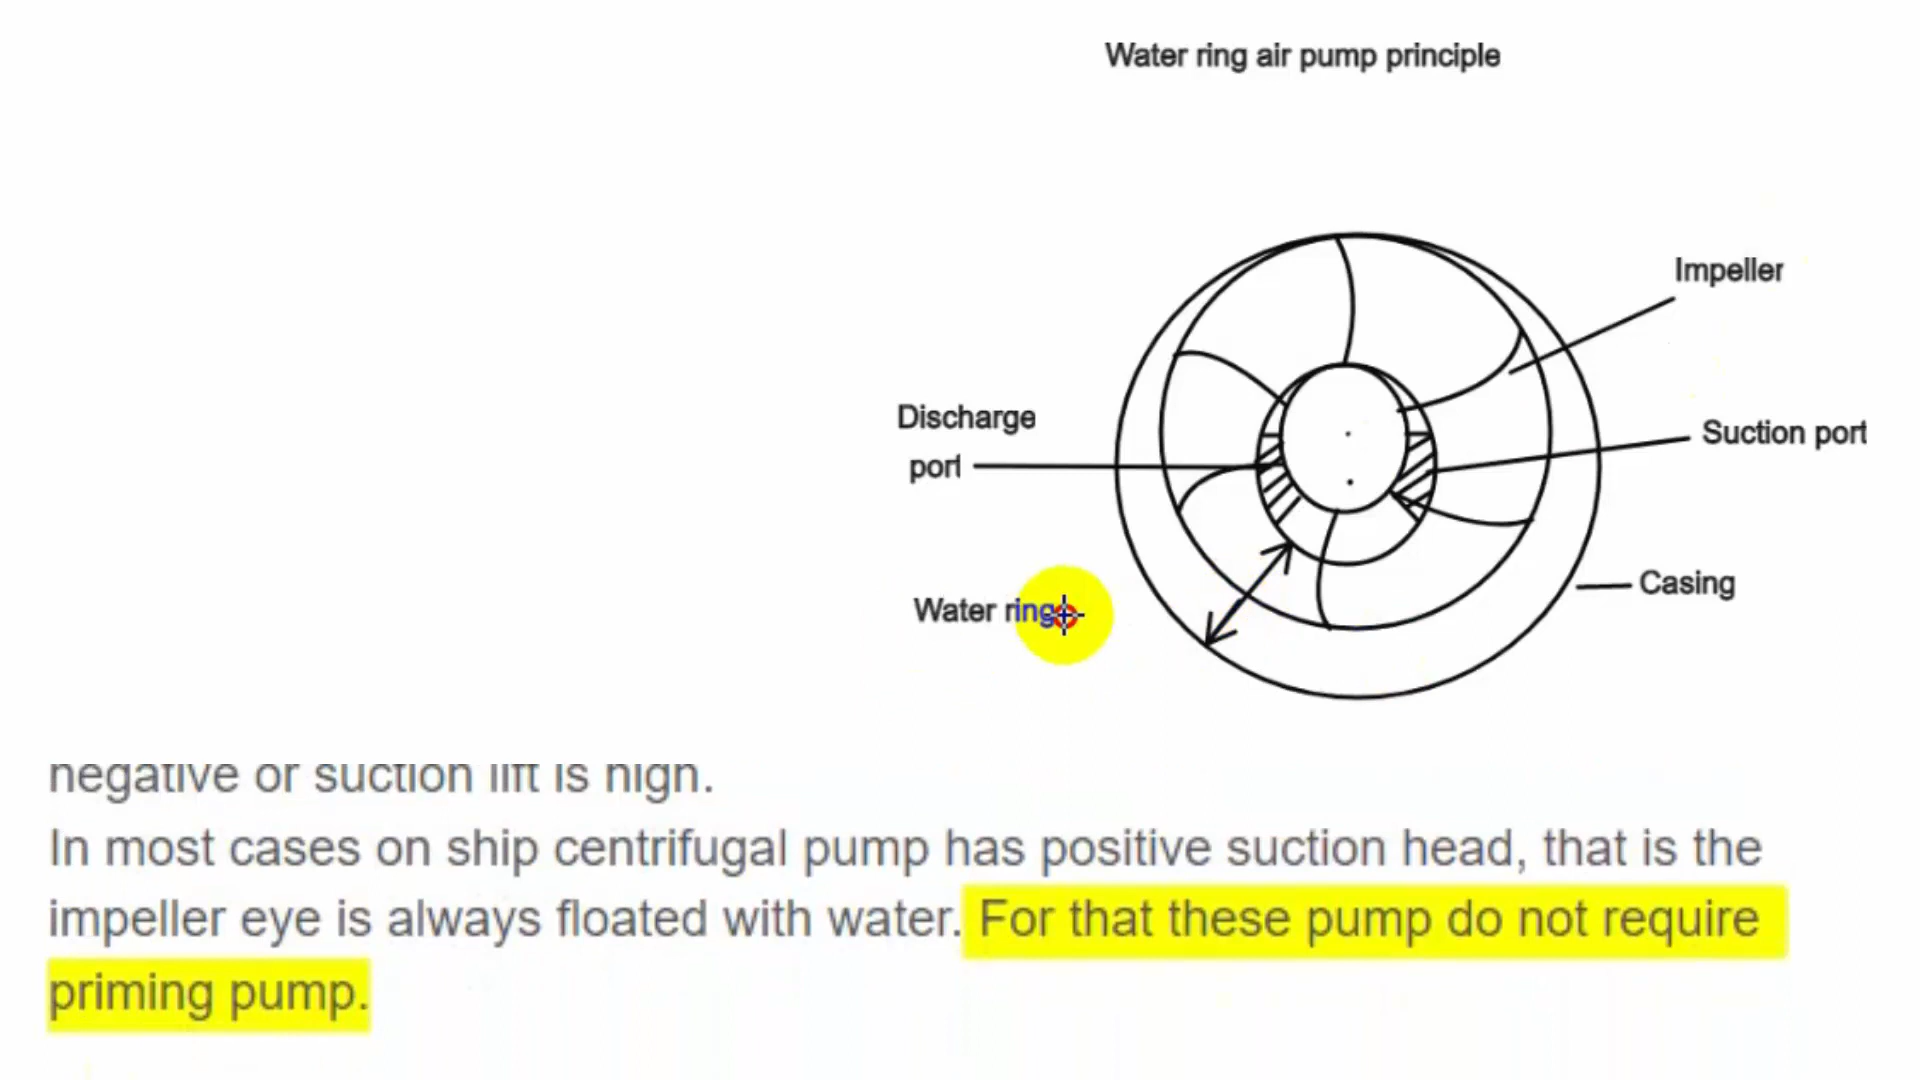 Water ring air pump principle
Impeller
Discharge
port
Suction port
Casing
Water ring
negative or suction lift is high.
In most cases on ship centrifugal pump has positive suction head, that is the
impeller eye is always floated with water. For that these pump do not require
priming pump.